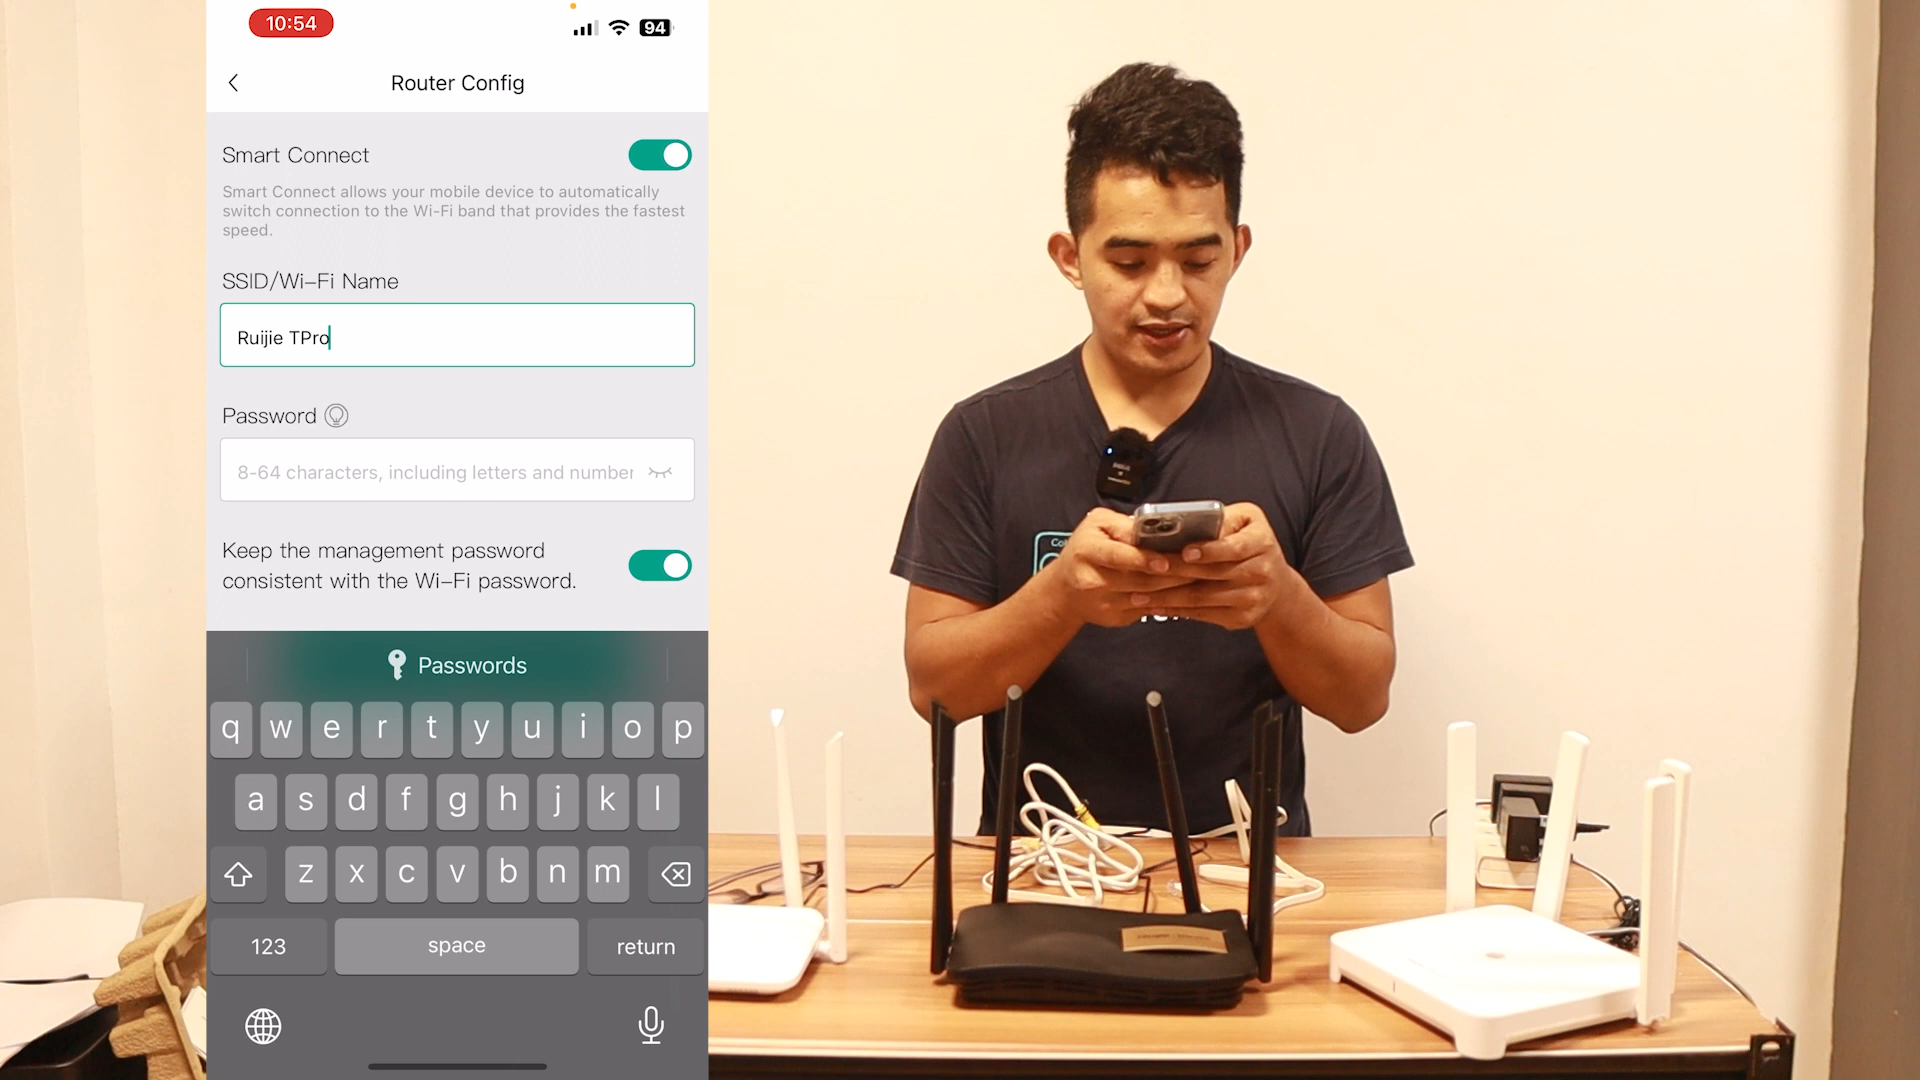 10:54
94
Router Config
Smart Connect
Smart Connect allows your mobile device to automatically
switch connection to the Wi-Fi band that provides the fastest
speed.
SSID/Wi-Fi Name
Ruijie TPro
Password
8-64 characters, including letters and number
Keep the management password
consistent with the Wi-Fi password.
Passwords
q w e r t y u i o p
a s d f g h j k l
z x c v b n m
123 space return